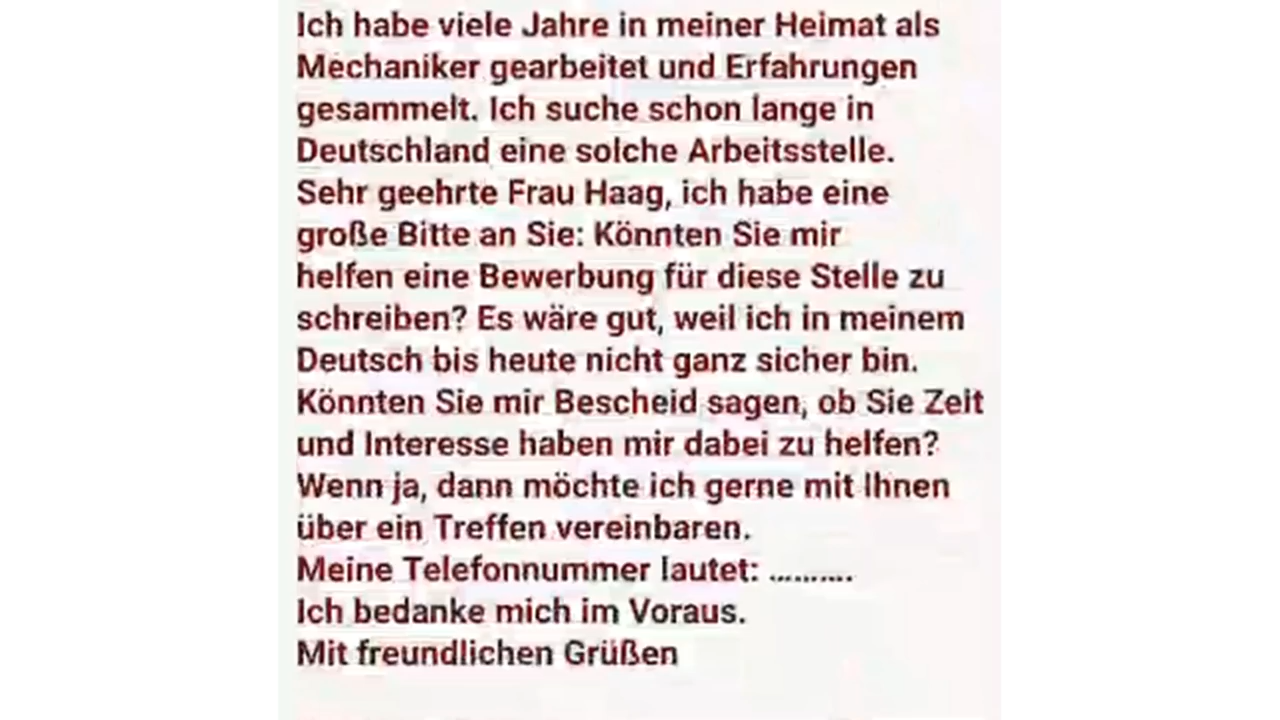 Ich habe viele Jahre in meiner Heimat als
Mechaniker gearbeitet und Erfahrungen
gesammelt. Ich suche schon lange in
Deutschland eine solche Arbeitsstelle.
Sehr geehrte Frau Haag, ich habe eine
große Bitte an Sie: Könnten Sie mir
helfen eine Bewerbung für diese Stelle zu
schreiben? Es wäre gut, weil ich in meinem
Deutsch bis heute nicht ganz sicher bin.
Könnten Sie mir Bescheid sagen, ob Sie Zeit
und Interesse haben mir dabei zu helfen?
Wenn ja, dann möchte ich gerne mit Ihnen
über ein Treffen vereinbaren.
Meine Telefonnummer lautet: ..........
Ich bedanke mich im Voraus.
Mit freundlichen Grüßen